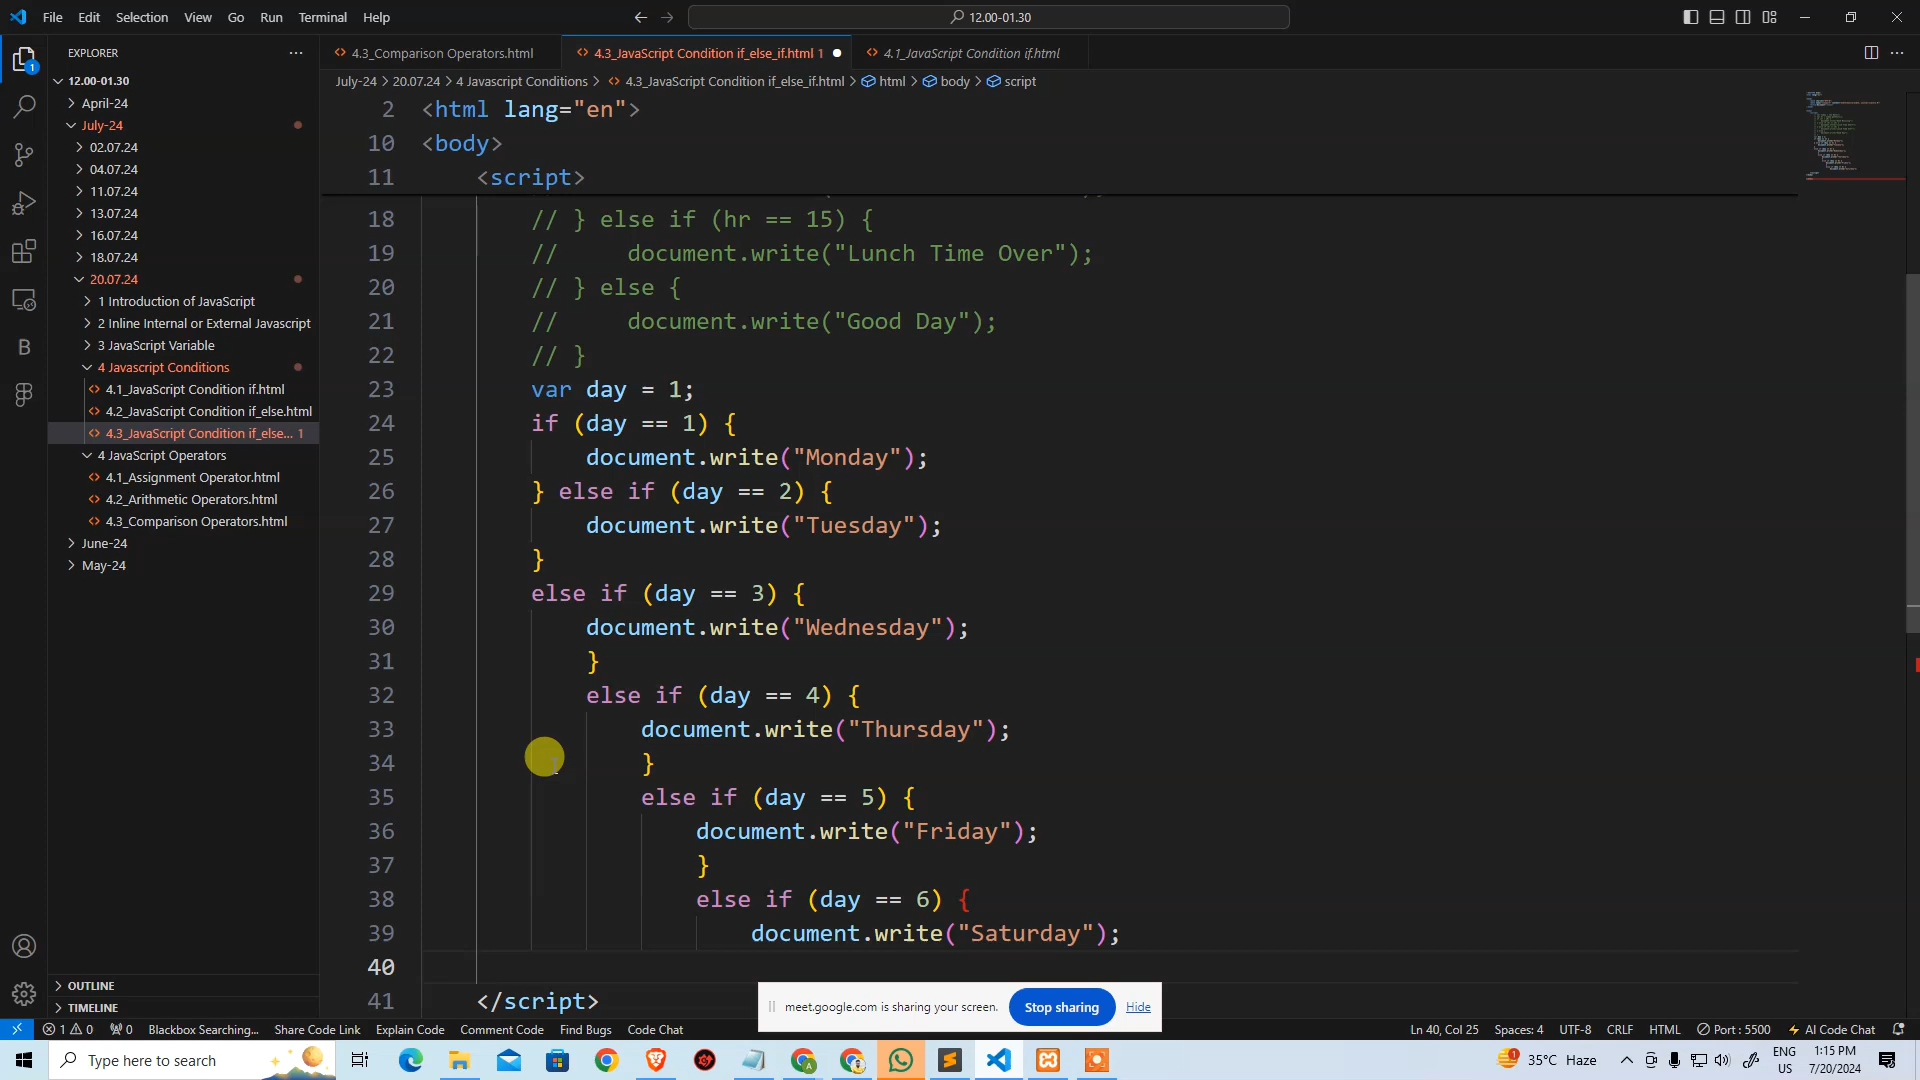 File Edit Selection View Go Run Terminal Help
12.00-01.30
EXPLORER
12.00-01.30
April-24
July-24
02.07.24
04.07.24
11.07.24
13.07.24
16.07.24
18.07.24
20.07.24
1 Introduction of JavaScript
2 Inline Internal or External Javascript
3 JavaScript Variable
4 Javascript Conditions
4.1_JavaScript Condition if.html
4.2_JavaScript Condition if_else.html
4.3_JavaScript Condition if_else... 1
4 JavaScript Operators
4.1_Assignment Operator.html
4.2_Arithmetic Operators.html
4.3_Comparison Operators.html
June-24
May-24
OUTLINE
TIMELINE
4.3_Comparison Operators.html 4.3_JavaScript Condition if_else_if.html 1 4.1_JavaScript Condition if.html
July-24 > 20.07.24 > 4 Javascript Conditions > 4.3_JavaScript Condition if_else_if.html > html > body > script
2 <html lang="en">
10 <body>
11 <script>
18 // } else if (hr == 15) {
19 // document.write("Lunch Time Over");
20 // } else {
21 // document.write("Good Day");
22 // }
23 var day = 1;
24 if (day == 1) {
25 document.write("Monday");
26 } else if (day == 2) {
27 document.write("Tuesday");
28 }
29 else if (day == 3) {
30 document.write("Wednesday");
31 }
32 else if (day == 4) {
33 document.write("Thursday");
34 }
35 else if (day == 5) {
36 document.write("Friday");
37 }
38 else if (day == 6) {
39 document.write("Saturday");
40
41 </script>
meet.google.com is sharing your screen. Stop sharing Hide
1 0 0 Blackbox Searching... Share Code Link Explain Code Comment Code Find Bugs Code Chat Ln 40, Col 25 Spaces: 4 UTF-8 CRLF HTML Port : 5500 AI Code Chat
Type here to search 35°C Haze ENG US 1:15 PM 7/20/2024